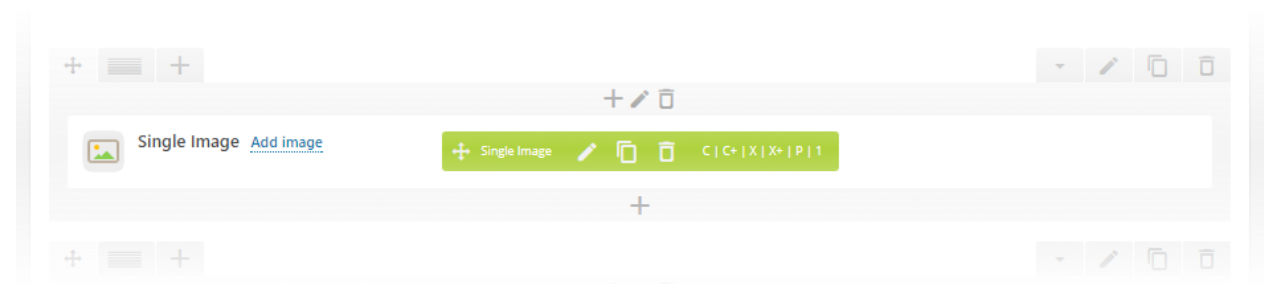 Single Image Add image
Single Image C | C+ | X | X+ | P | 1